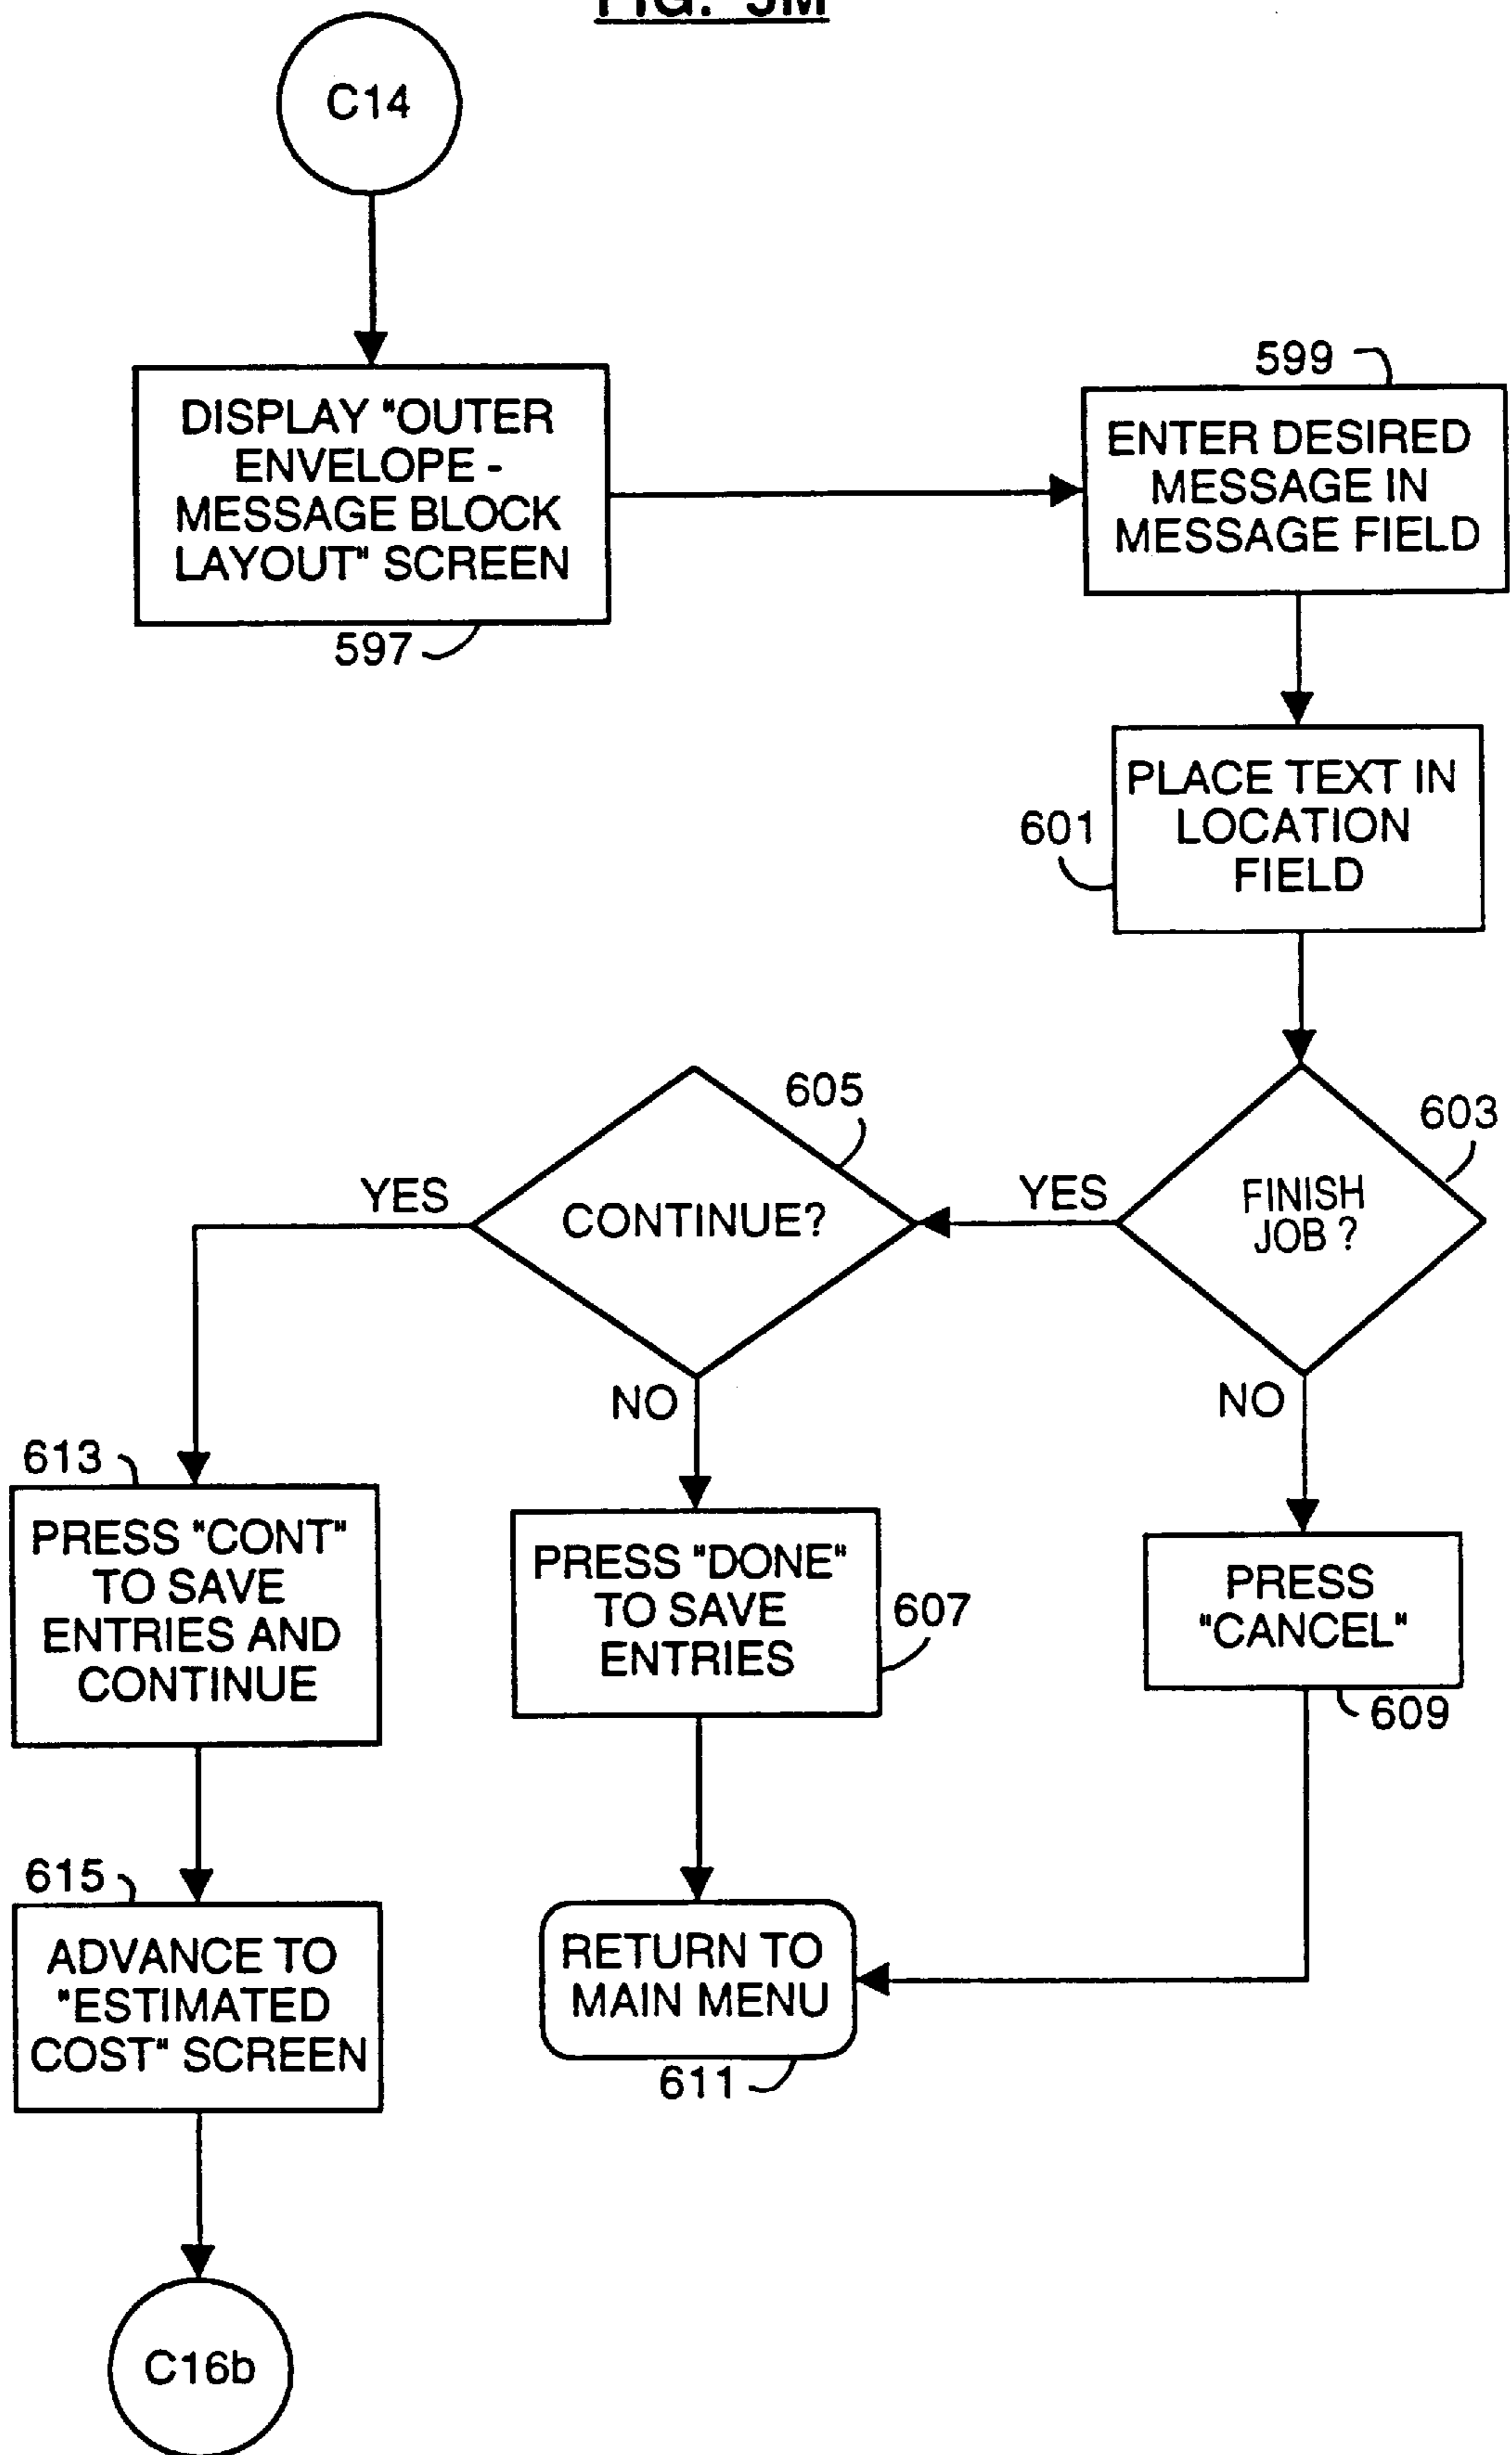 C14
DISPLAY "OUTER
ENVELOPE -
MESSAGE BLOCK
LAYOUT" SCREEN
597
599
ENTER DESIRED
MESSAGE IN
MESSAGE FIELD
601
PLACE TEXT IN
LOCATION
FIELD
603
FINISH
JOB ?
YES
NO
605
CONTINUE?
YES
NO
613
PRESS "CONT"
TO SAVE
ENTRIES AND
CONTINUE
PRESS "DONE"
TO SAVE
ENTRIES
607
PRESS
"CANCEL"
609
615
ADVANCE TO
"ESTIMATED
COST" SCREEN
RETURN TO
MAIN MENU
611
C16b